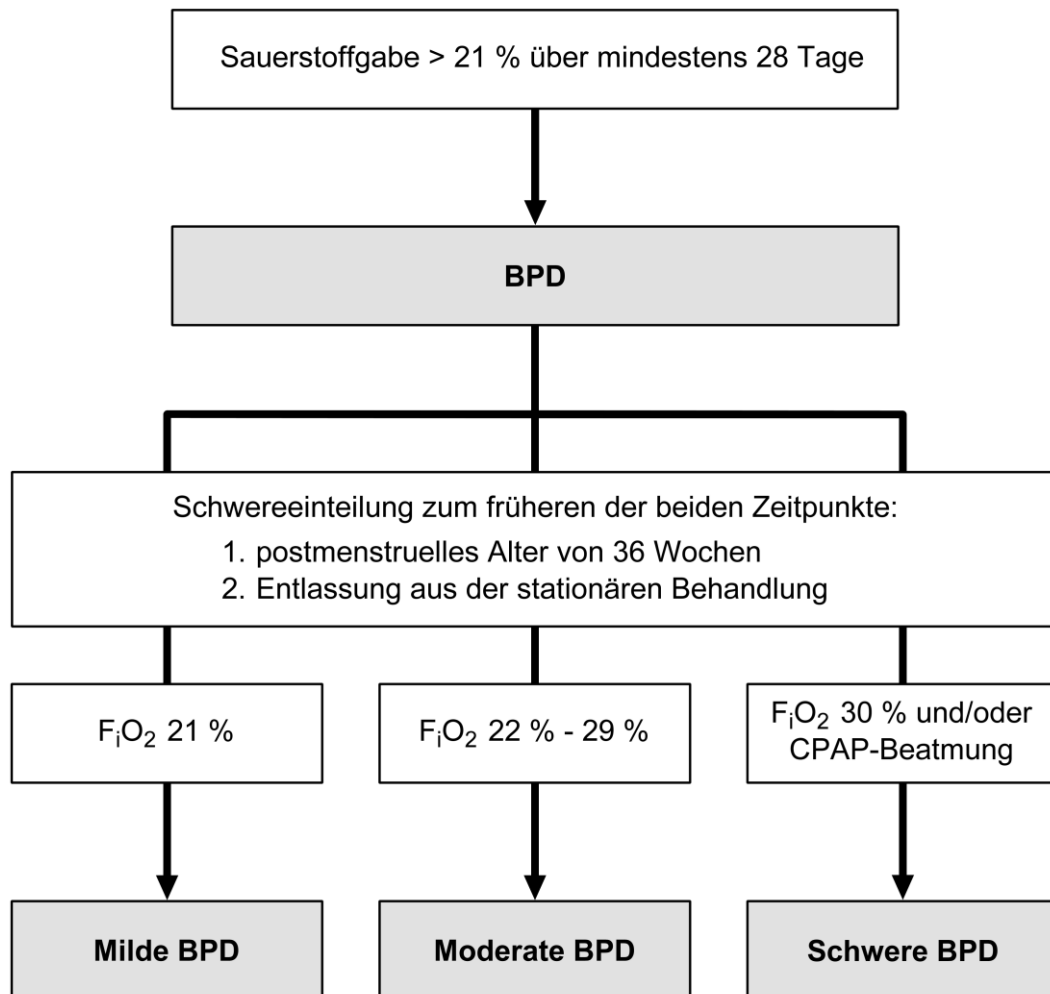 Sauerstoffgabe > 21 % über mindestens 28 Tage
BPD
Schwereeinteilung zum früheren der beiden Zeitpunkte:
1. postmenstruelles Alter von 36 Wochen
2. Entlassung aus der stationären Behandlung
FiO2 21 %
FiO2 22 % - 29 %
FiO2 30 % und/oder
CPAP-Beatmung
Milde BPD
Moderate BPD
Schwere BPD